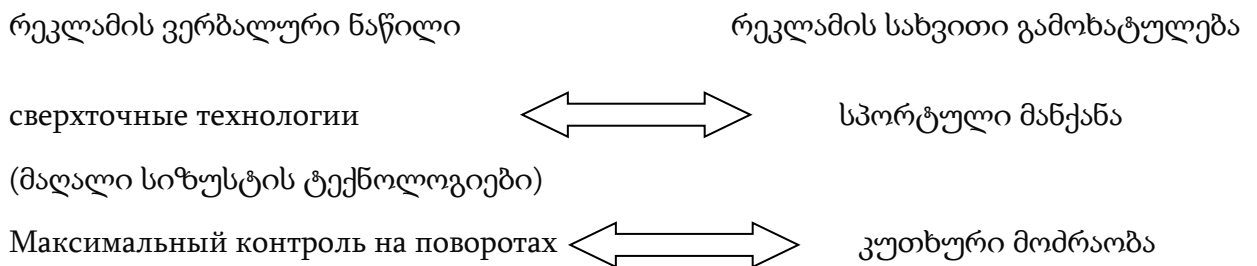 რეკლამის ვერბალური ნაწილი რეკლამის სახვითი გამოხატულება
сверхточные технологии სპორტული მანქანა
(მაღალი სიზუსტის ტექნოლოგიები)
Максимальный контроль на поворотах კუთხური მოძრაობა